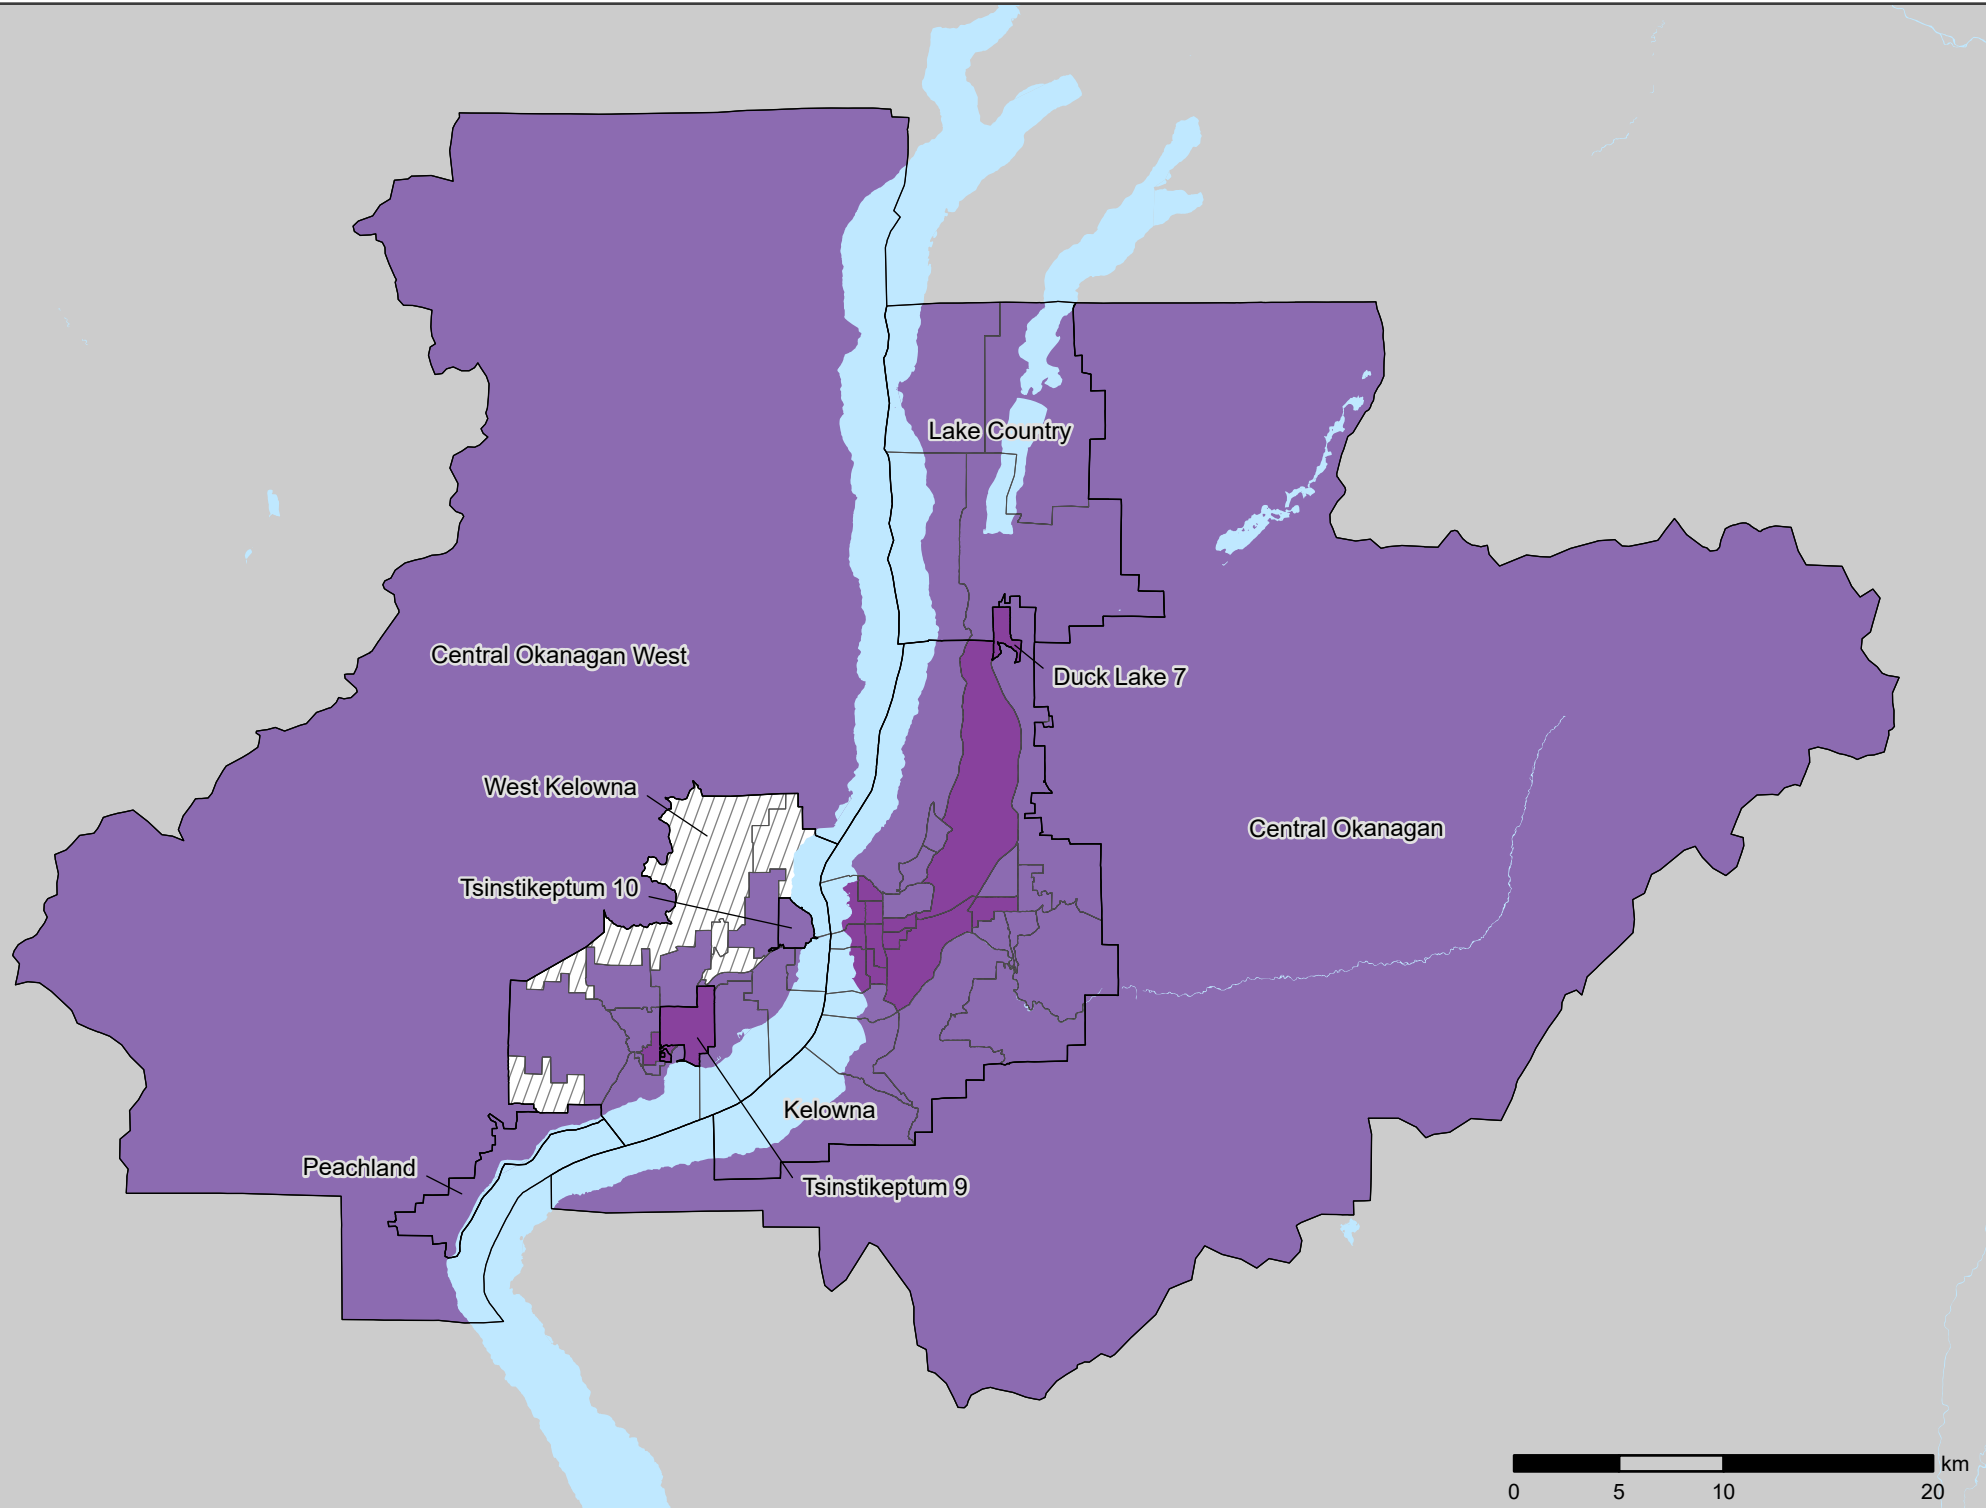 Lake Country
Central Okanagan West
Duck Lake 7
West Kelowna
Central Okanagan
Tsinstikeptum 10
Kelowna
Peachland
Tsinstikeptum 9
km
0 5 10 20